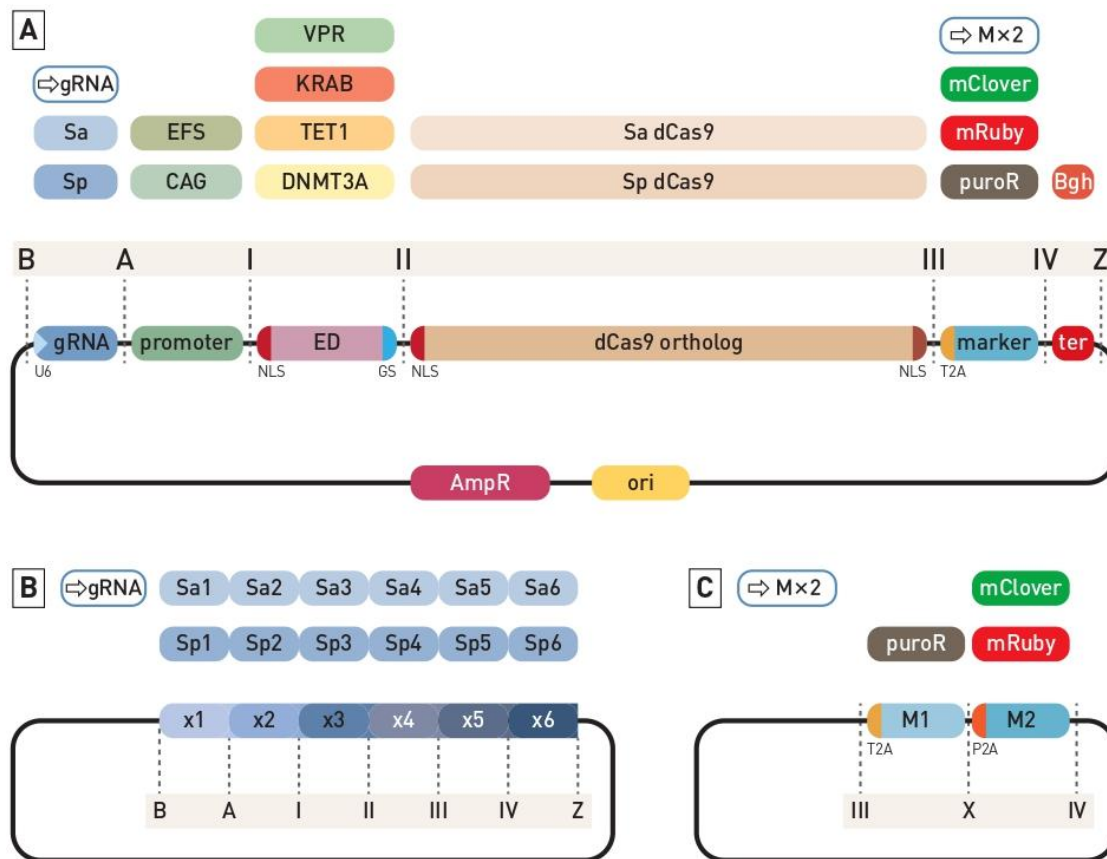 A
VPR
⇨ M×2
⇨gRNA
KRAB
mClover
Sa EFS TET1 Sa dCas9 mRuby
Sp CAG DNMT3A Sp dCas9 puroR Bgh
B A I II III IV Z
gRNA promoter ED dCas9 ortholog marker ter
U6 NLS GS NLS NLS T2A
AmpR ori
B ⇨gRNA Sa1 Sa2 Sa3 Sa4 Sa5 Sa6
Sp1 Sp2 Sp3 Sp4 Sp5 Sp6
x1 x2 x3 x4 x5 x6
B A I II III IV Z
C ⇨ M×2 mClover
puroR mRuby
M1 M2
T2A P2A
III X IV